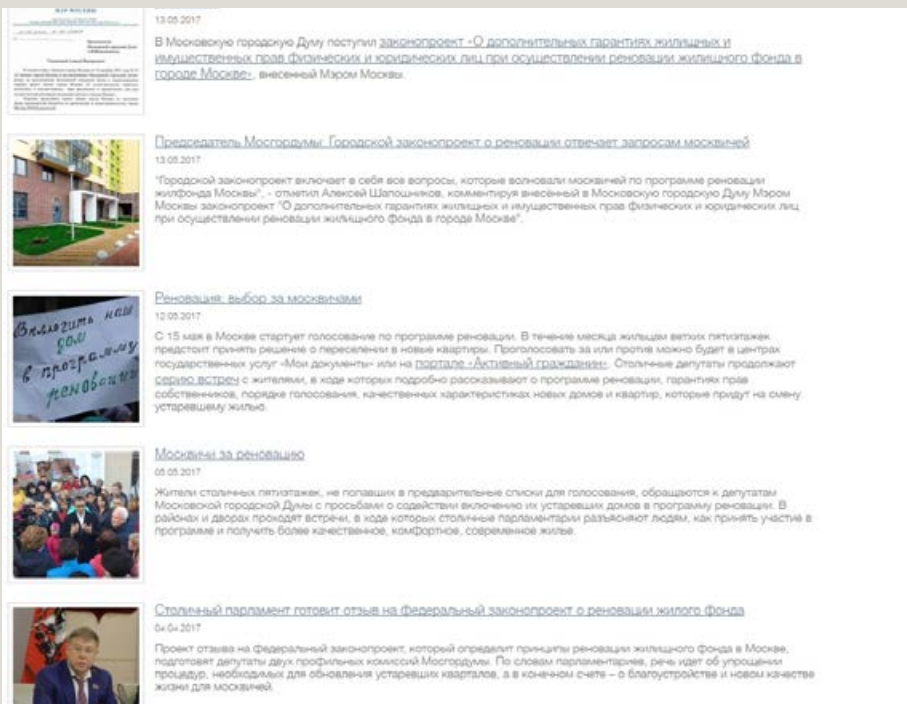 МЭР МОСКВЫ
13.05.2017
В Московскую городскую Думу поступил законопроект «О дополнительных гарантиях жилищных и
имущественных прав физических и юридических лиц при осуществлении реновации жилищного фонда в
городе Москве», внесенный Мэром Москвы.
Председатель Мосгордумы: Городской законопроект о реновации отвечает запросам москвичей
13.05.2017
"Городской законопроект включает в себя все вопросы, которые волновали москвичей по программе реновации
жилфонда Москвы", - отметил Алексей Шапошников, комментируя внесенный в Московскую городскую Думу Мэром
Москвы законопроект "О дополнительных гарантиях жилищных и имущественных прав физических и юридических лиц
при осуществлении реновации жилищного фонда в городе Москве".
Включить наш
дом
в программу
реновации
Реновация: выбор за москвичами
12.05.2017
С 15 мая в Москве стартует голосование по программе реновации. В течение месяца жильцам ветхих пятиэтажек
предстоит принять решение о переселении в новые квартиры. Проголосовать за или против можно будет в центрах
государственных услуг «Мои документы» или на портале «Активный гражданин». Столичные депутаты продолжают
серию встреч с жителями, в ходе которых подробно рассказывают о программе реновации, гарантиях прав
собственников, порядке голосования, качественных характеристиках новых домов и квартир, которые придут на смену
устаревшему жилью.
Москвичи за реновацию
05.05.2017
Жители столичных пятиэтажек, не попавших в предварительные списки для голосования, обращаются к депутатам
Московской городской Думы с просьбами о содействии включению их устаревших домов в программу реновации. В
районах и дворах проходят встречи, в ходе которых столичные парламентарии разъясняют людям, как принять участие в
программе и получить более качественное, комфортное, современное жилье.
Столичный парламент готовит отзыв на федеральный законопроект о реновации жилого фонда
04.04.2017
Проект отзыва на федеральный законопроект, который определит принципы реновации жилищного фонда в Москве,
подготовят депутаты двух профильных комиссий Мосгордумы. По словам парламентариев, речь идет об упрощении
процедур, необходимых для обновления устаревших кварталов, а в конечном счете – о благоустройстве и новом качестве
жизни для москвичей.